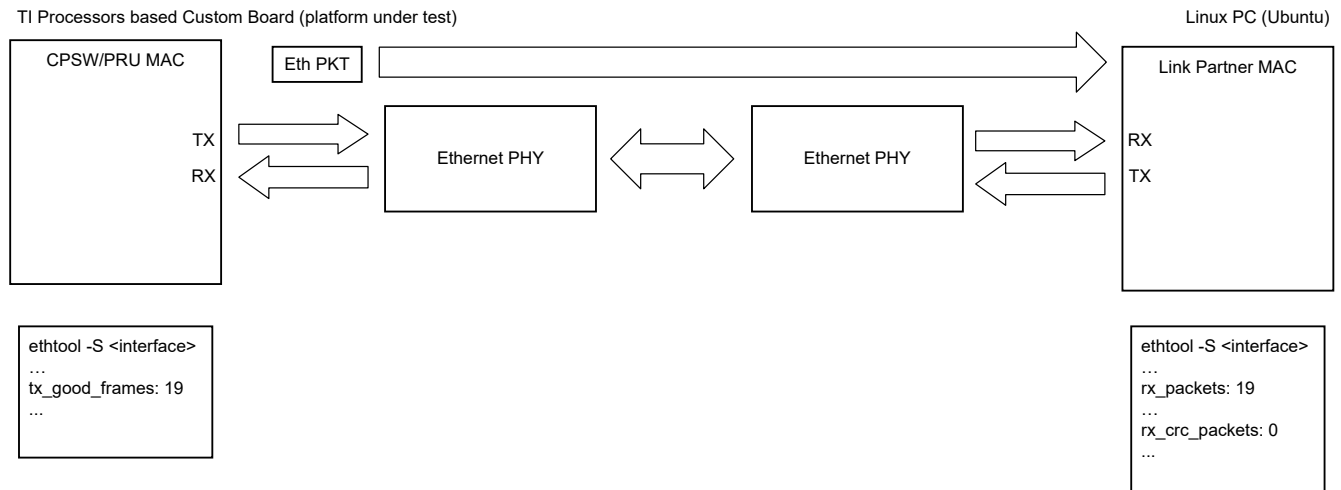 TI Processors based Custom Board (platform under test)
Linux PC (Ubuntu)
CPSW/PRU MAC
Eth PKT
Link Partner MAC
TX
RX
Ethernet PHY
Ethernet PHY
RX
TX
ethtool -S <interface>
…
tx_good_frames: 19
...
ethtool -S <interface>
…
rx_packets: 19
…
rx_crc_packets: 0
...